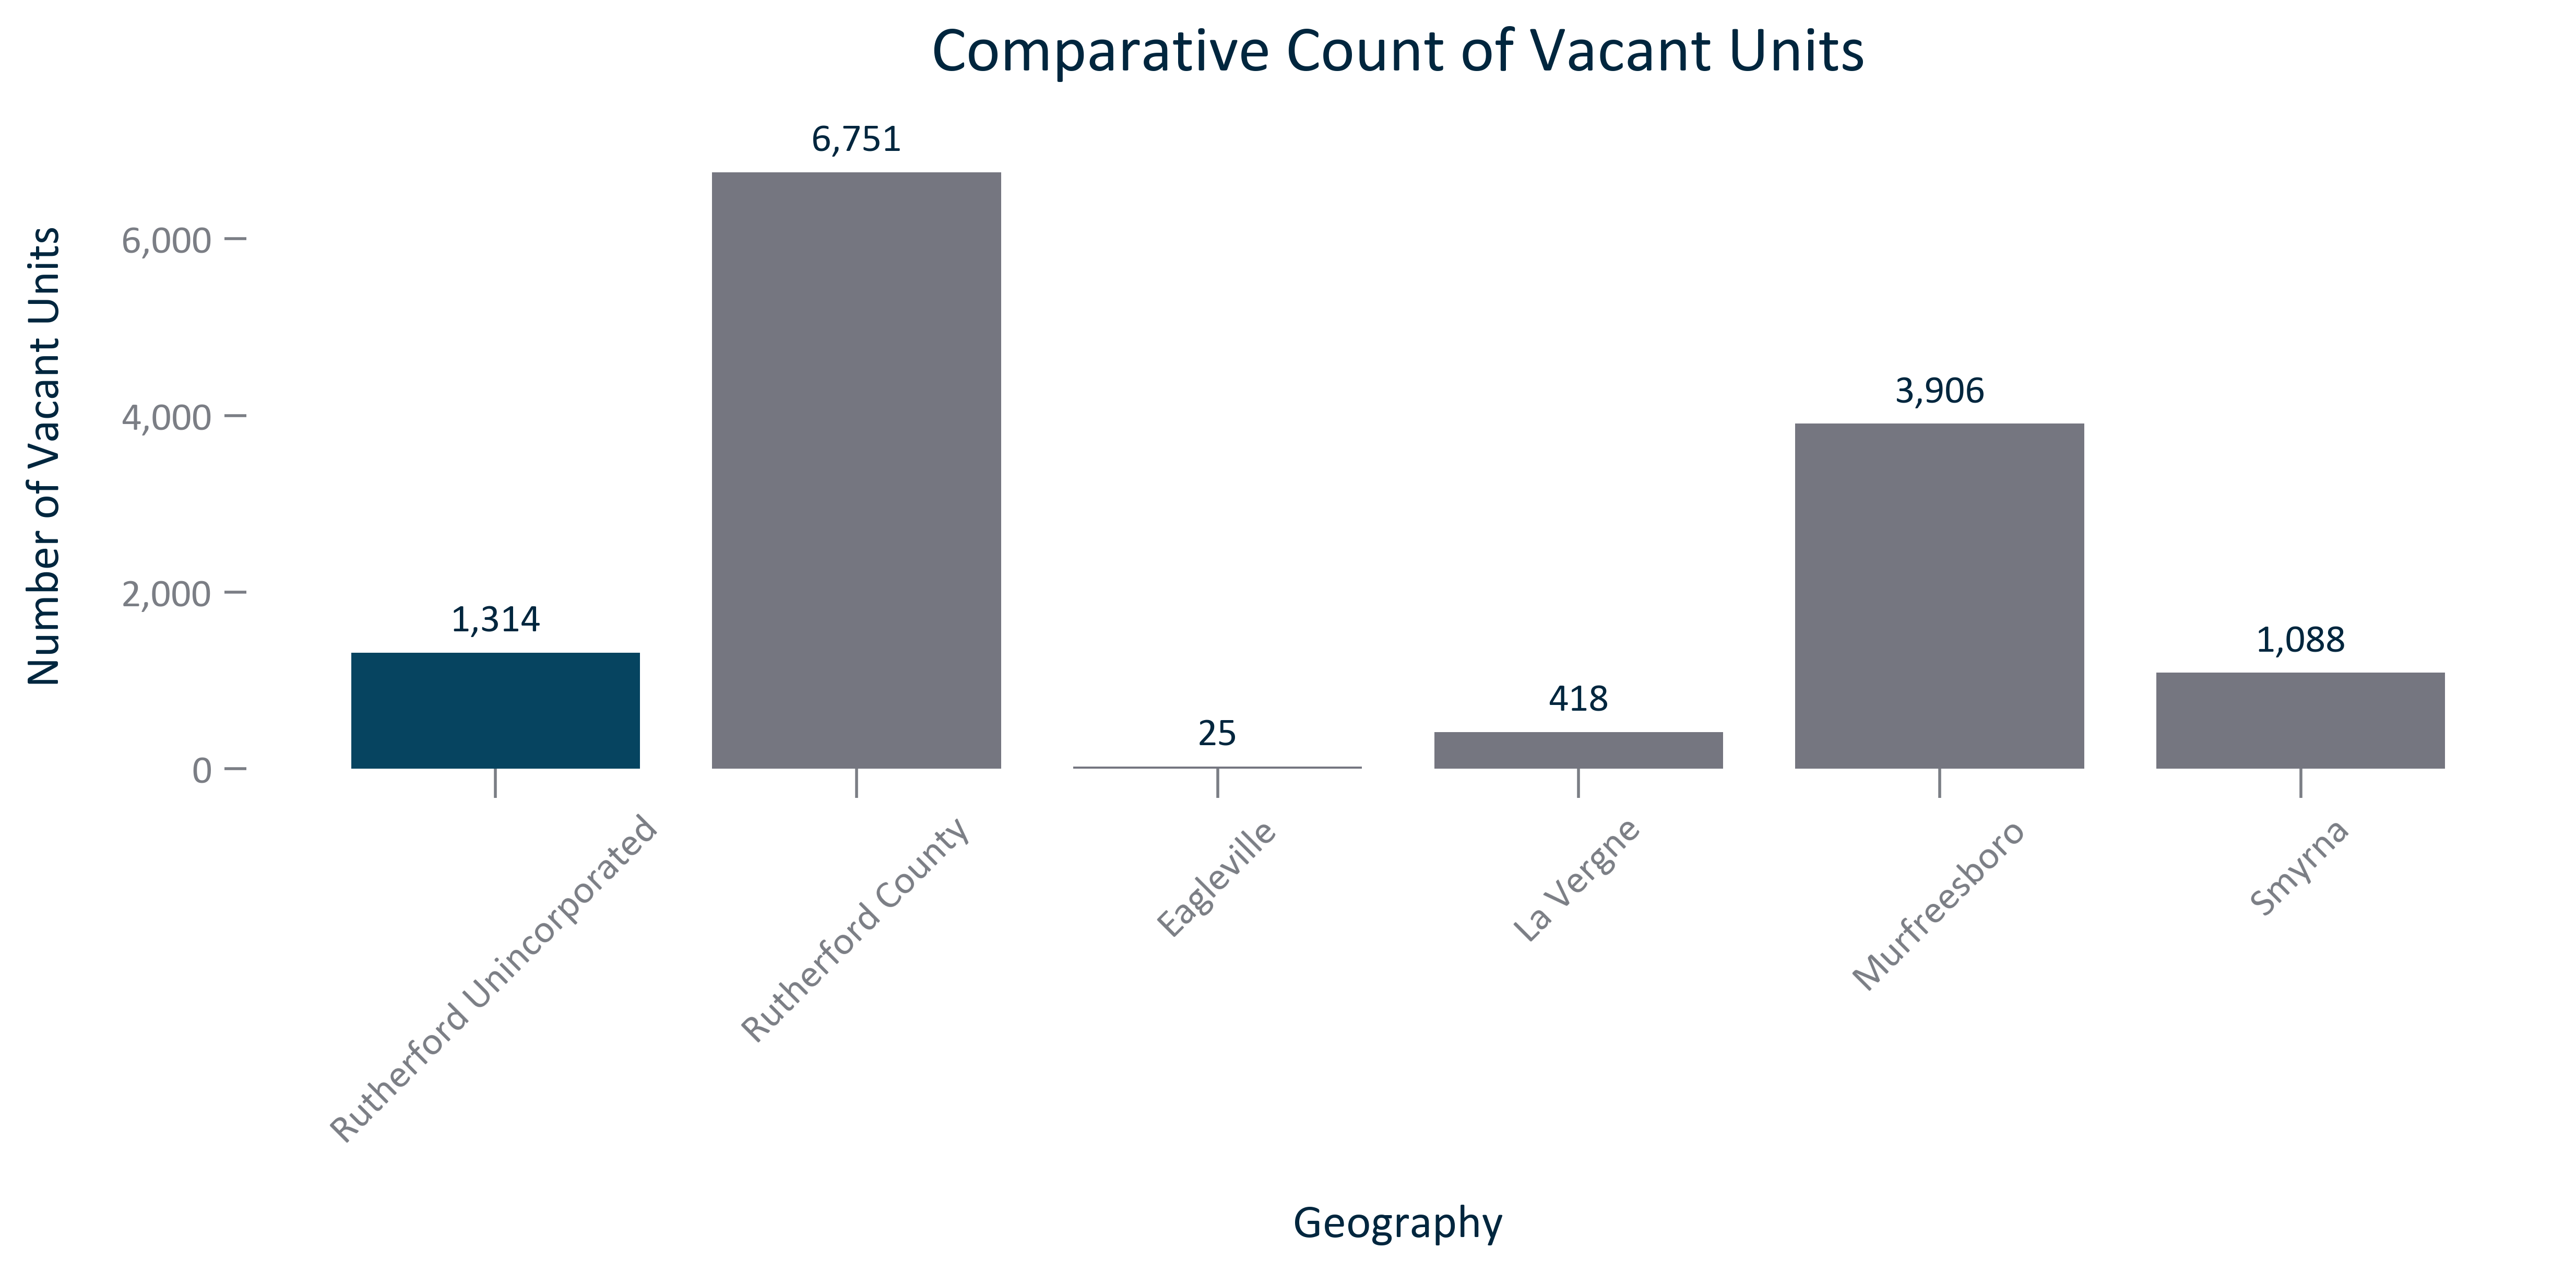 Comparative Count of Vacant Units
Number of Vacant Units
6,000
4,000
2,000
0
1,314
6,751
25
418
3,906
1,088
Rutherford Unincorporated
Rutherford County
Eagleville
La Vergne
Murfreesboro
Smyrna
Geography